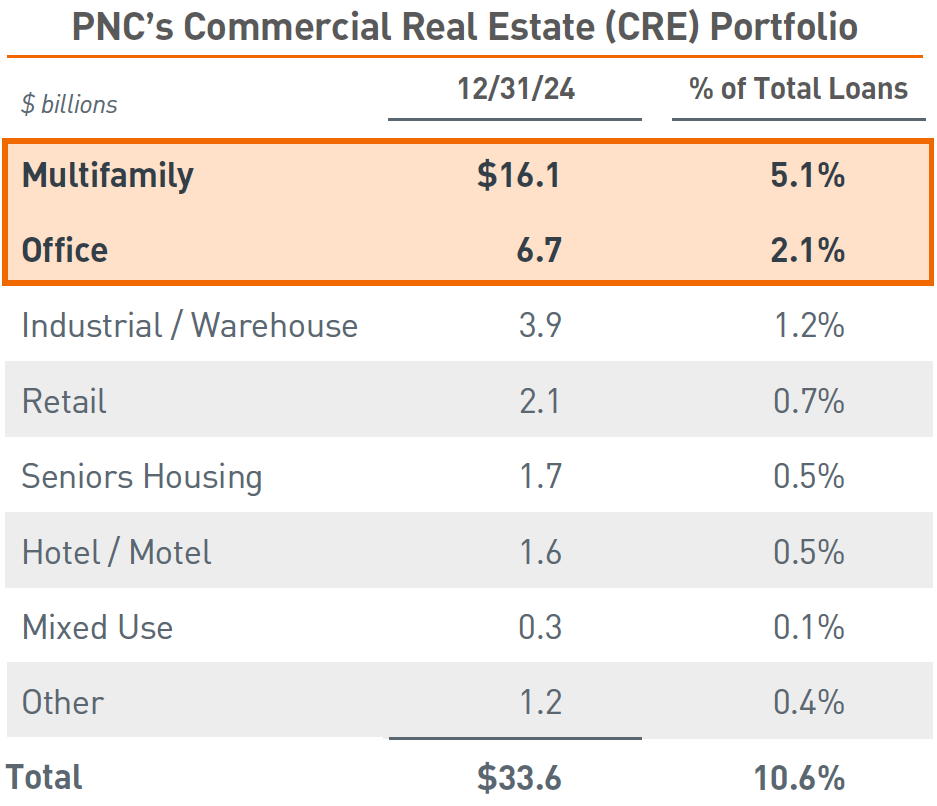 PNC’s Commercial Real Estate (CRE) Portfolio
$ billions 12/31/24 % of Total Loans
Multifamily $16.1 5.1%
Office 6.7 2.1%
Industrial / Warehouse 3.9 1.2%
Retail 2.1 0.7%
Seniors Housing 1.7 0.5%
Hotel / Motel 1.6 0.5%
Mixed Use 0.3 0.1%
Other 1.2 0.4%
Total $33.6 10.6%